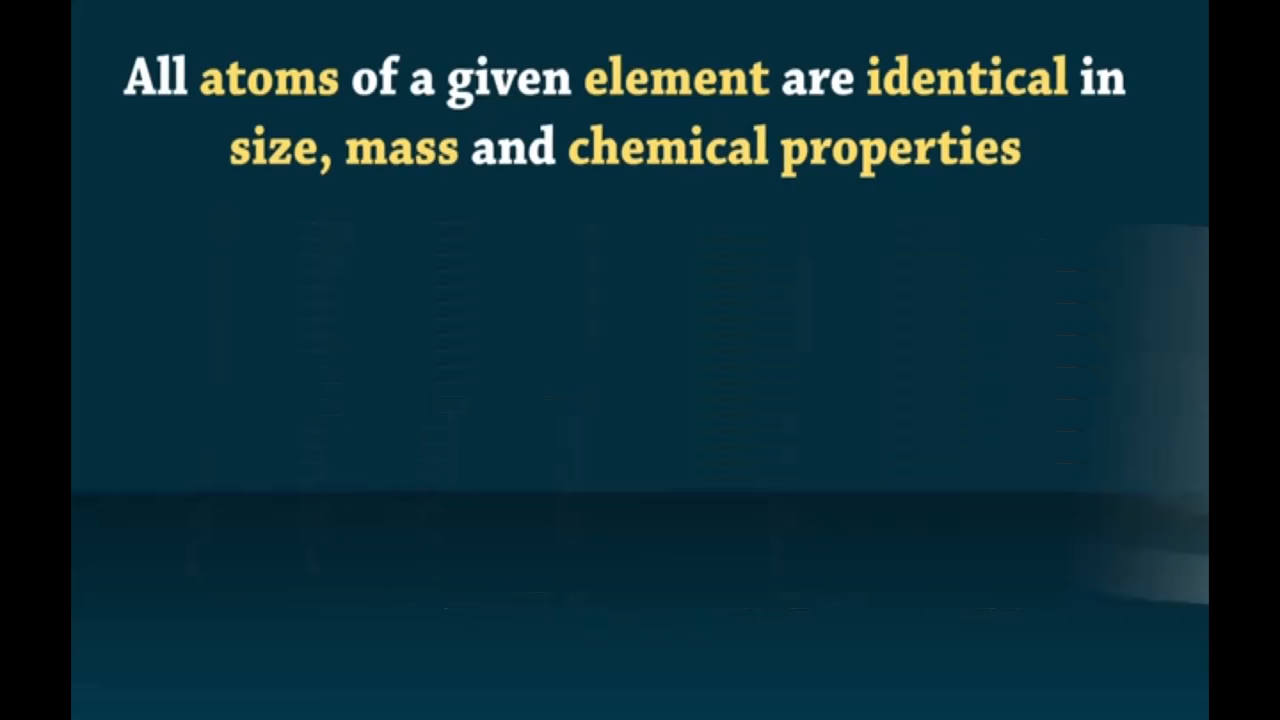 All atoms of a given element are identical in
size, mass and chemical properties